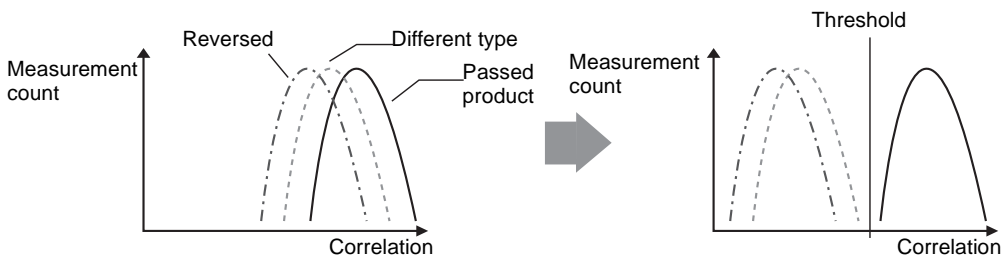 Reversed
Different type
Measurement
count
Passed
product
Correlation
Threshold
Measurement
count
Correlation